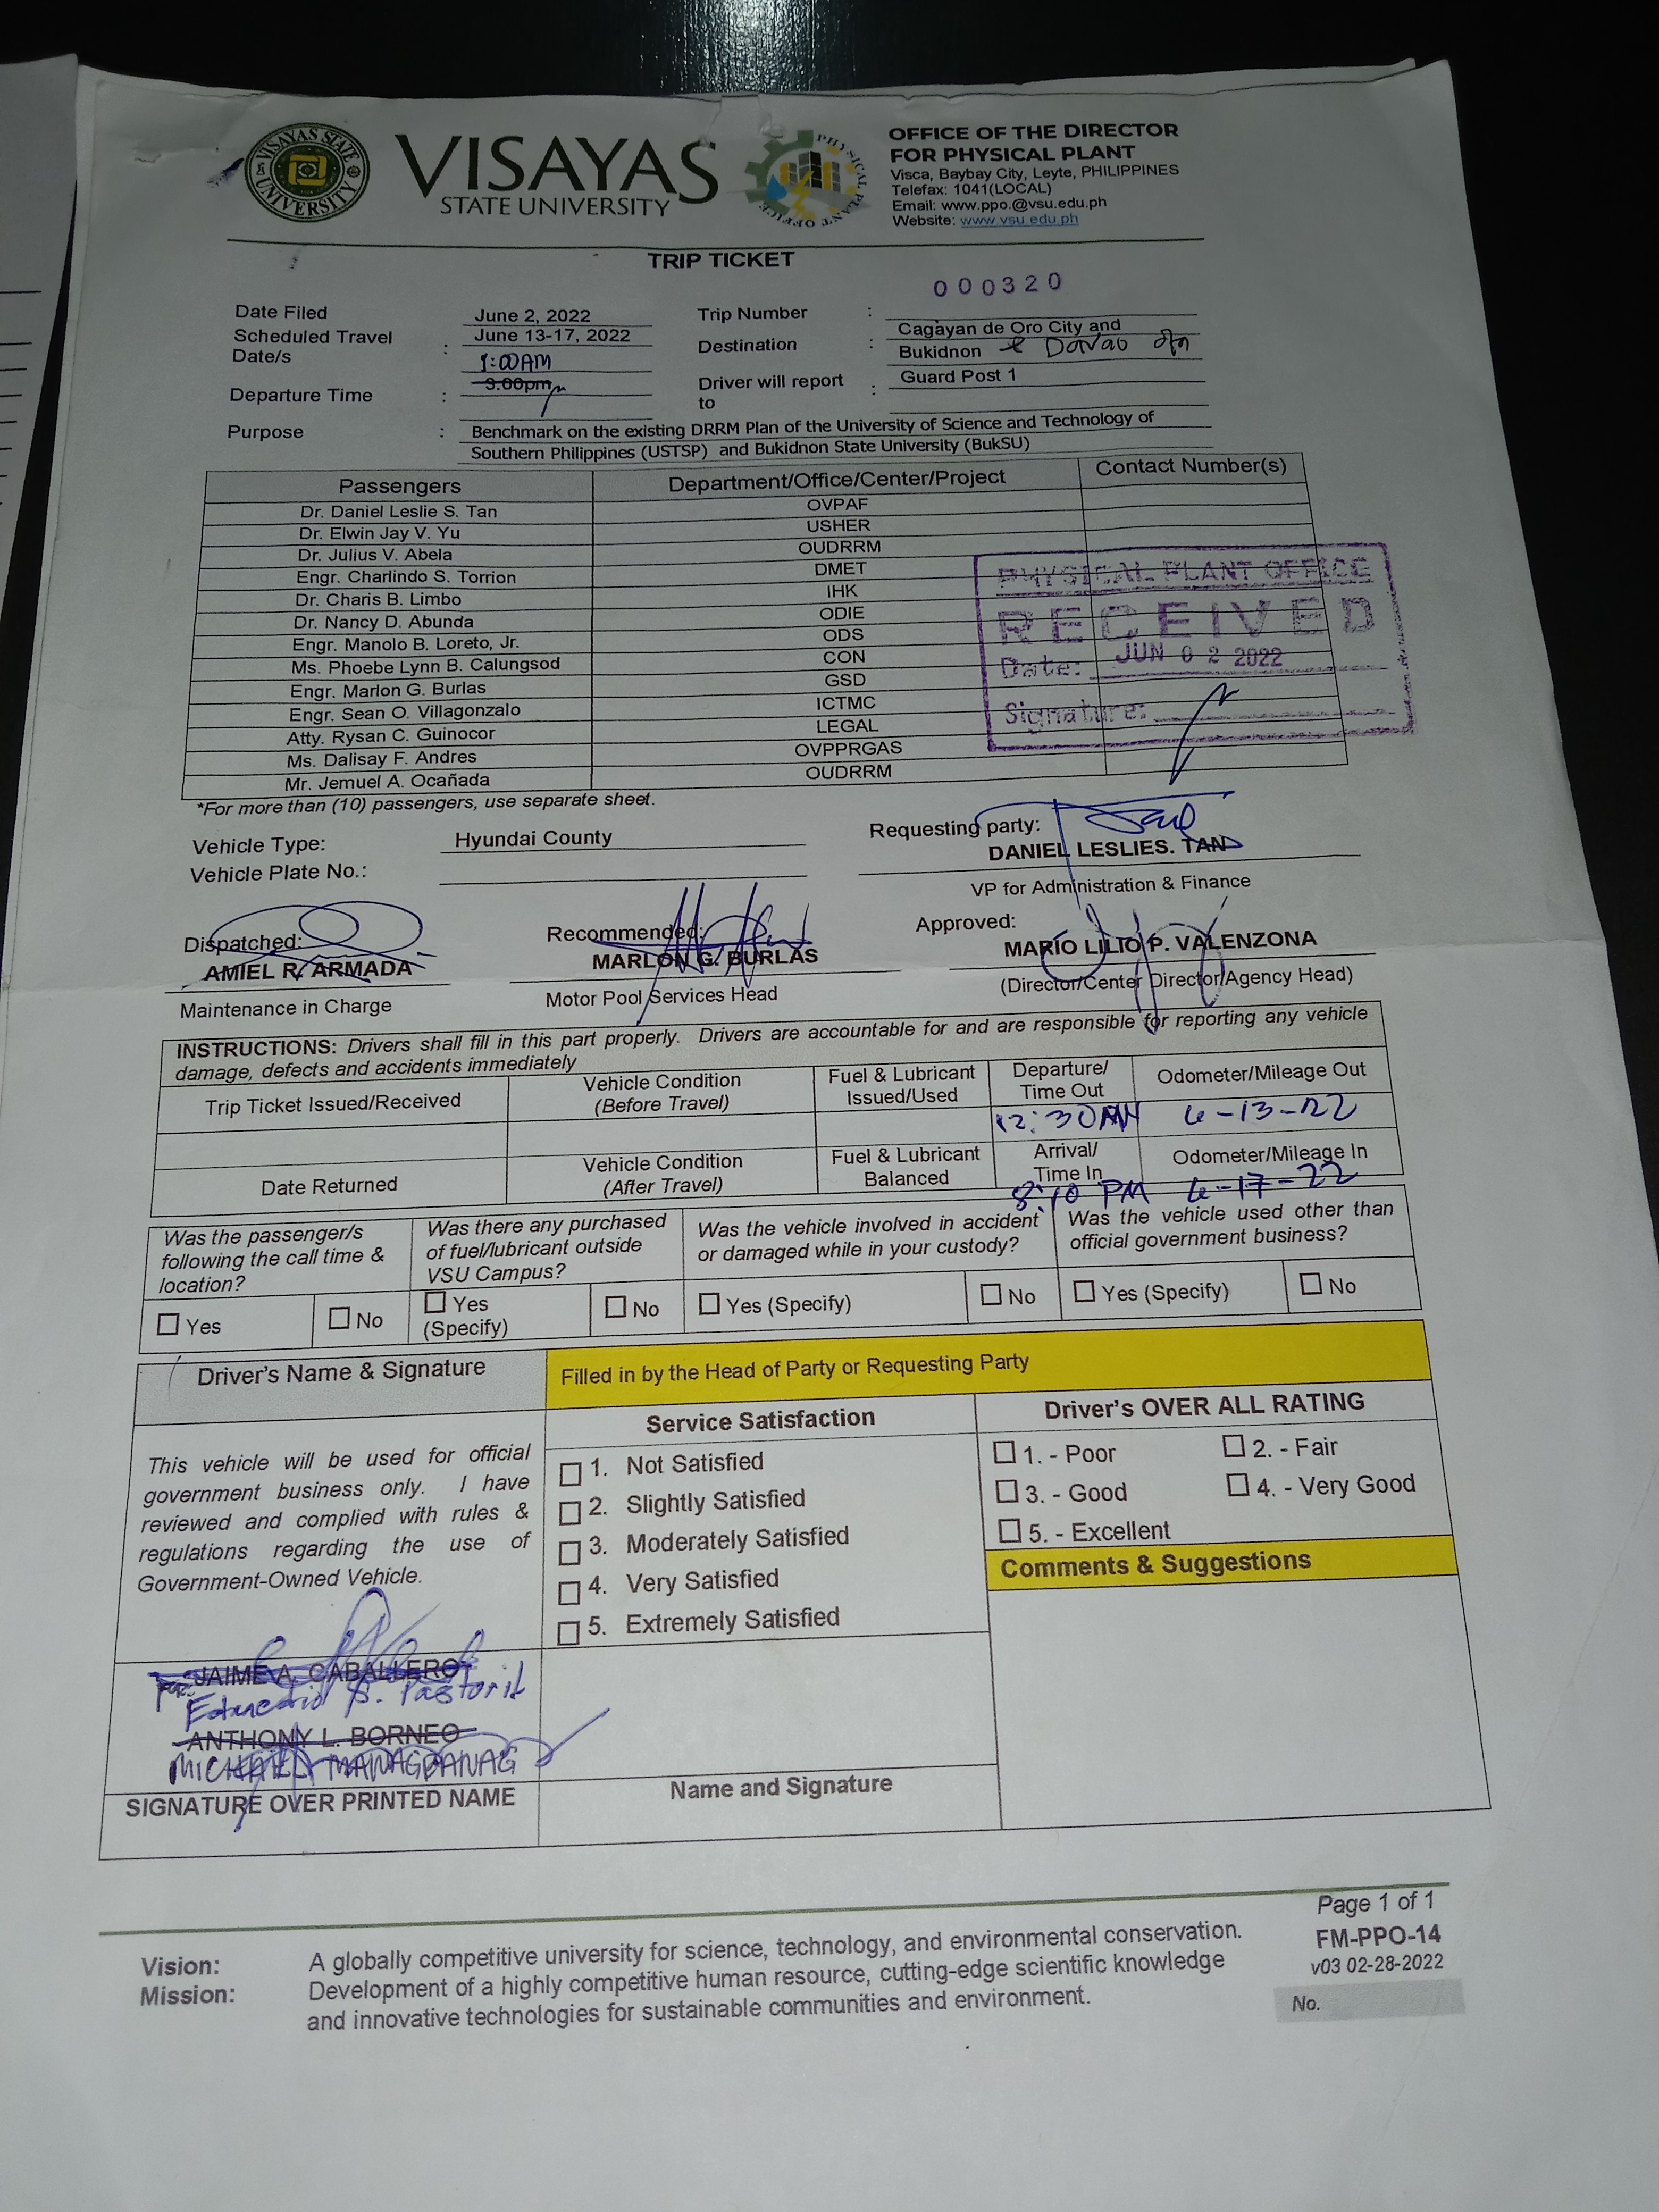 VISAYAS STATE UNIVERSITY
VISAYAS
STATE UNIVERSITY
PHYSICAL PLANT OFFICE
OFFICE OF THE DIRECTOR
FOR PHYSICAL PLANT
Visca, Baybay City, Leyte, PHILIPPINES
Telefax: 1041(LOCAL)
Email: www.ppo.@vsu.edu.ph
Website: www.vsu.edu.ph
TRIP TICKET
000320
Date Filed June 2, 2022 Trip Number :
Scheduled Travel Date/s : June 13-17, 2022 Destination : Cagayan de Oro City and
Bukidnon & Davao
1:00AM
Departure Time : 3:00pm Driver will report to : Guard Post 1
Purpose : Benchmark on the existing DRRM Plan of the University of Science and Technology of
Southern Philippines (USTSP) and Bukidnon State University (BukSU)
Passengers Department/Office/Center/Project Contact Number(s)
Dr. Daniel Leslie S. Tan OVPAF
Dr. Elwin Jay V. Yu USHER
Dr. Julius V. Abela OUDRRM
Engr. Charlindo S. Torrion DMET
Dr. Charis B. Limbo IHK
Dr. Nancy D. Abunda ODIE
Engr. Manolo B. Loreto, Jr. ODS
Ms. Phoebe Lynn B. Calungsod CON
Engr. Marlon G. Burlas GSD
Engr. Sean O. Villagonzalo ICTMC
Atty. Rysan C. Guinocor LEGAL
Ms. Dalisay F. Andres OVPPRGAS
Mr. Jemuel A. Ocañada OUDRRM
PHYSICAL PLANT OFFICE
RECEIVED
Date: JUN 02 2022
Signature:
*For more than (10) passengers, use separate sheet.
Vehicle Type: Hyundai County
Vehicle Plate No.:
Requesting party:
DANIEL LESLIES. TAN
VP for Administration & Finance
Dispatched:
AMIEL R. ARMADA
Maintenance in Charge
Recommended:
MARLON G. BURLAS
Motor Pool Services Head
Approved:
MARIO LILIO P. VALENZONA
(Director/Center Director/Agency Head)
INSTRUCTIONS: Drivers shall fill in this part properly. Drivers are accountable for and are responsible for reporting any vehicle
damage, defects and accidents immediately
Trip Ticket Issued/Received Vehicle Condition (Before Travel) Fuel & Lubricant Issued/Used Departure/ Time Out Odometer/Mileage Out
12:30AM 6-13-22
Date Returned Vehicle Condition (After Travel) Fuel & Lubricant Balanced Arrival/ Time In Odometer/Mileage In
8:10 PM 6-17-22
Was the passenger/s following the call time & location?
Yes No
Was there any purchased of fuel/lubricant outside VSU Campus?
Yes (Specify) No
Was the vehicle involved in accident or damaged while in your custody?
Yes (Specify) No
Was the vehicle used other than official government business?
Yes (Specify) No
Driver's Name & Signature
Filled in by the Head of Party or Requesting Party
This vehicle will be used for official
government business only. I have
reviewed and complied with rules &
regulations regarding the use of
Government-Owned Vehicle.
Service Satisfaction
1. Not Satisfied
2. Slightly Satisfied
3. Moderately Satisfied
4. Very Satisfied
5. Extremely Satisfied
Driver's OVER ALL RATING
1. - Poor 2. - Fair
3. - Good 4. - Very Good
5. - Excellent
Comments & Suggestions
JAIME A. CABALLERO
ANTHONY L. BORNEO
MICHAEL MANAGBANAG
SIGNATURE OVER PRINTED NAME
Name and Signature
Page 1 of 1
FM-PPO-14
v03 02-28-2022
No.
Vision: A globally competitive university for science, technology, and environmental conservation.
Mission: Development of a highly competitive human resource, cutting-edge scientific knowledge
and innovative technologies for sustainable communities and environment.